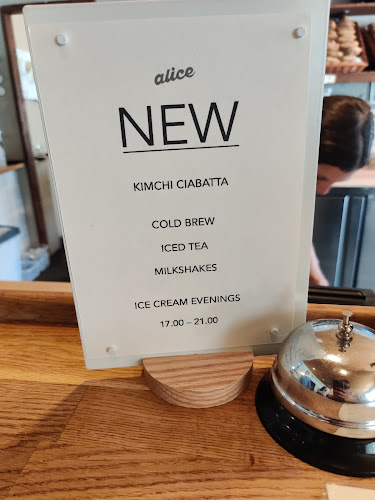 alice
NEW
KIMCHI CIABATTA
COLD BREW
ICED TEA
MILKSHAKES
ICE CREAM EVENINGS
17.00 – 21.00